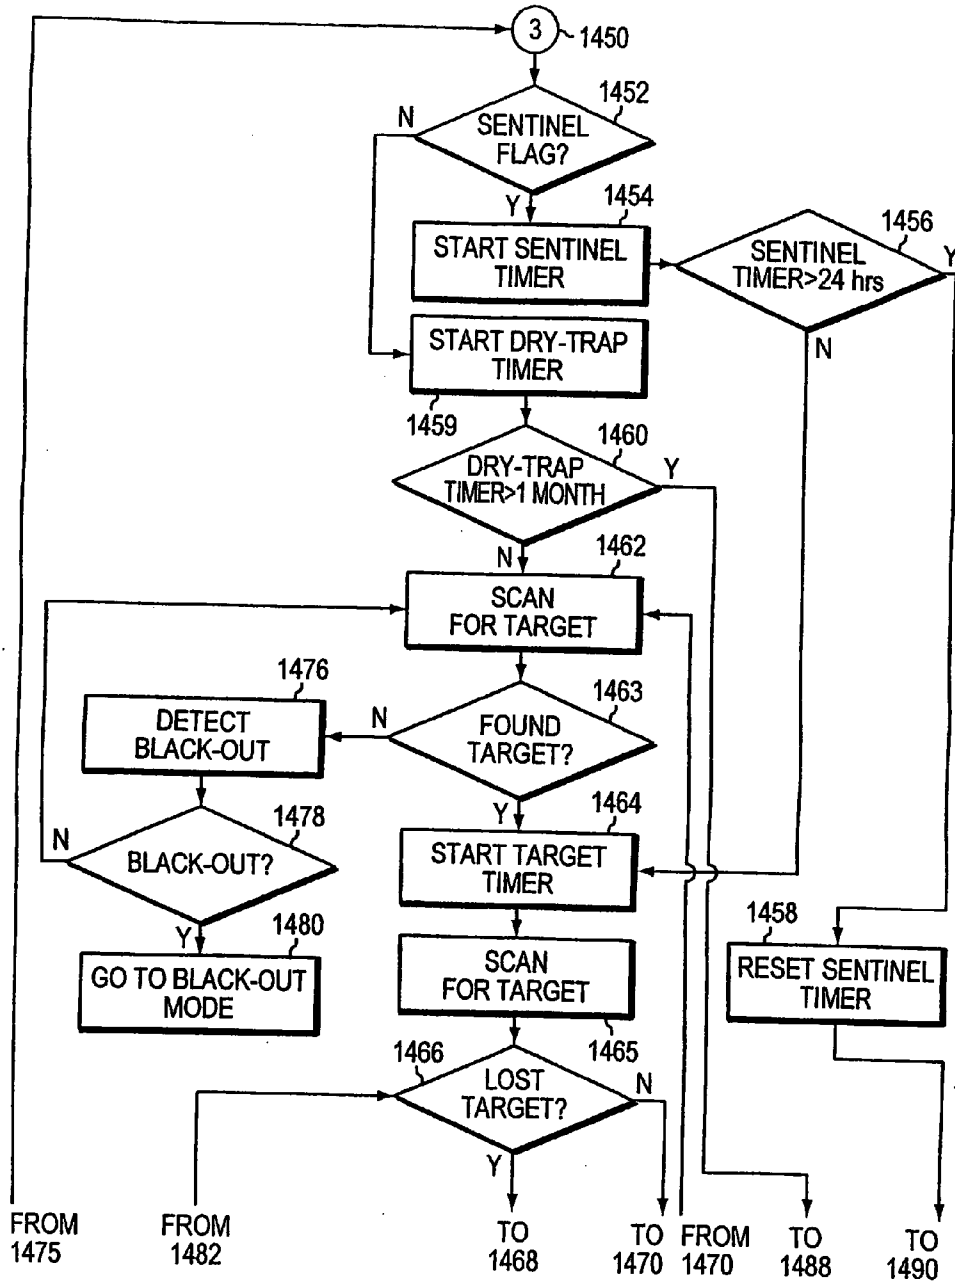 3
1450
1452
N
SENTINEL
FLAG?
Y
1454
START SENTINEL
TIMER
1456
SENTINEL
TIMER>24 hrs
Y
N
START DRY-TRAP
TIMER
1459
1460
DRY-TRAP
TIMER>1 MONTH
Y
N
1462
SCAN
FOR TARGET
1476
DETECT
BLACK-OUT
N
1463
FOUND
TARGET?
Y
1464
START TARGET
TIMER
1478
N
BLACK-OUT?
Y
1480
GO TO BLACK-OUT
MODE
SCAN
FOR TARGET
1465
1458
RESET SENTINEL
TIMER
1466
LOST
TARGET?
N
Y
FROM
1475
FROM
1482
TO
1468
TO
1470
FROM
1470
TO
1488
TO
1490